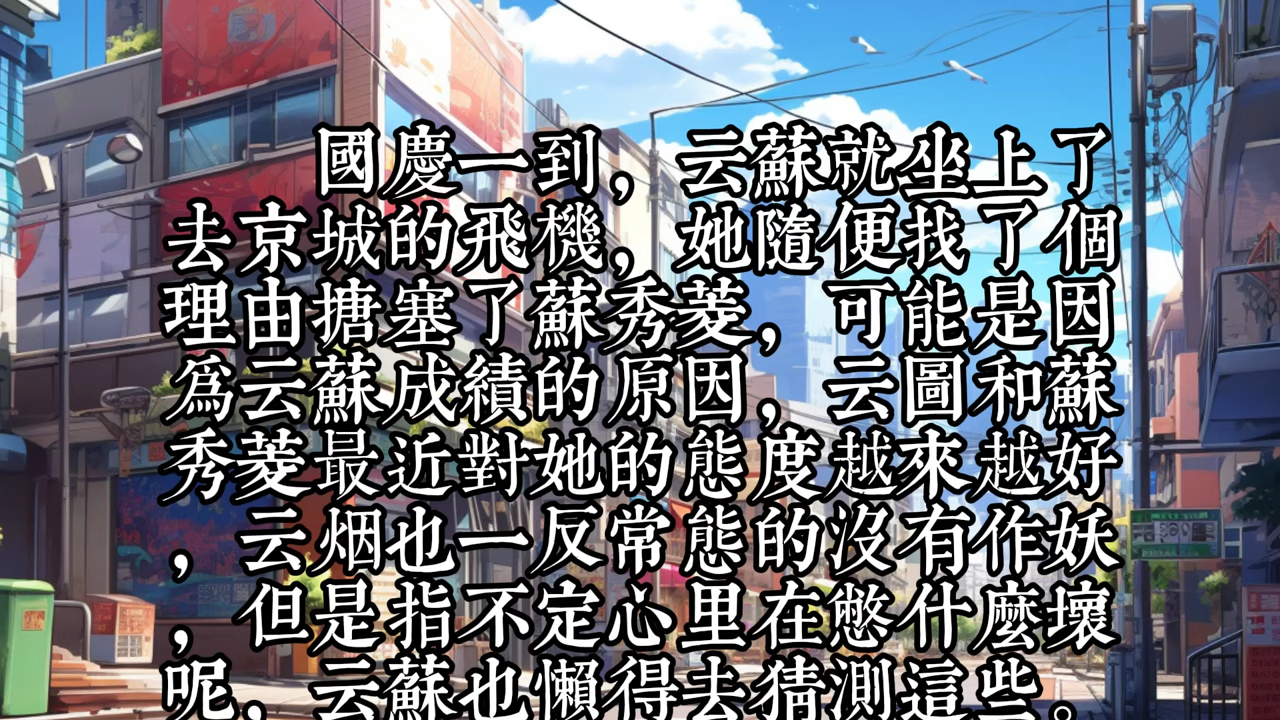 國慶一到，云蘇就坐上了
去京城的飛機，她隨便找了個
理由搪塞了蘇秀菱，可能是因
爲云蘇成績的原因，云圖和蘇
秀菱最近對她的態度越來越好
，云烟也一反常態的沒有作妖
，但是指不定心里在憋什麼壞
呢，云蘇也懶得去猜測這些。